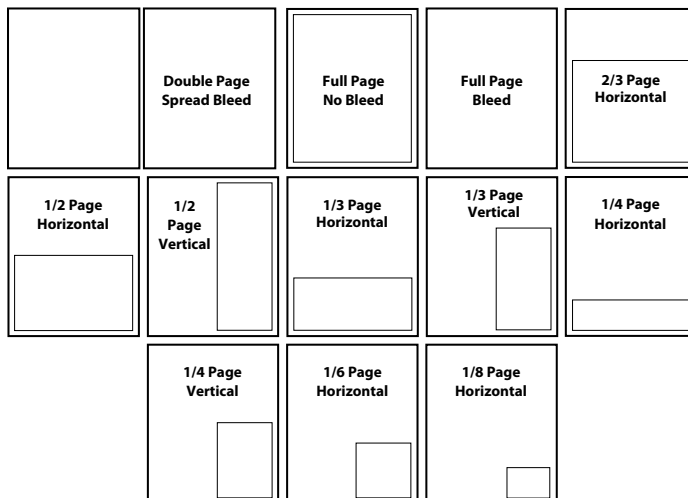 Double Page
Spread Bleed
Full Page
No Bleed
Full Page
Bleed
2/3 Page
Horizontal
1/2 Page
Horizontal
1/2
Page
Vertical
1/3 Page
Horizontal
1/3 Page
Vertical
1/4 Page
Horizontal
1/4 Page
Vertical
1/6 Page
Horizontal
1/8 Page
Horizontal